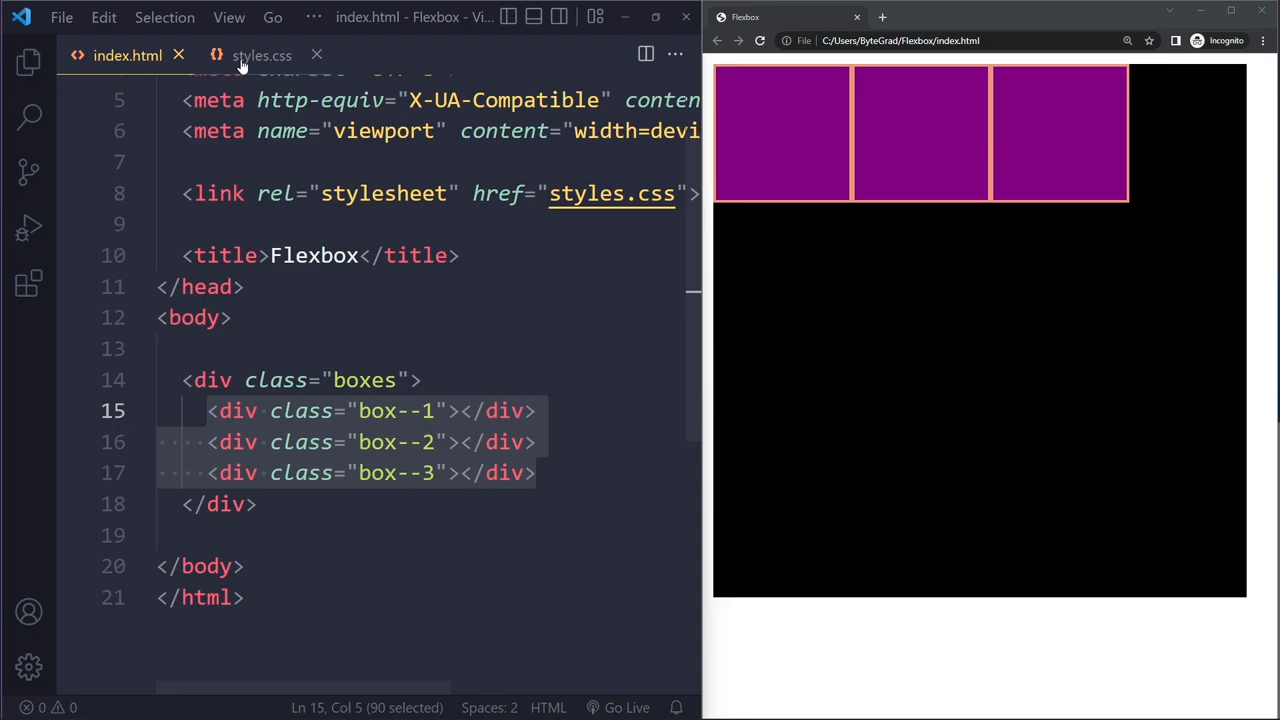 File Edit Selection View Go ··· index.html - Flexbox - Vi...
index.html styles.css
5 <meta http-equiv="X-UA-Compatible" conten
6 <meta name="viewport" content="width=devi
7
8 <link rel="stylesheet" href="styles.css">
9
10 <title>Flexbox</title>
11 </head>
12 <body>
13
14 <div class="boxes">
15 <div class="box--1"></div>
16 <div class="box--2"></div>
17 <div class="box--3"></div>
18 </div>
19
20 </body>
21 </html>
0 0 Ln 15, Col 5 (90 selected) Spaces: 2 HTML Go Live
Flexbox
File C:/Users/ByteGrad/Flexbox/index.html Incognito